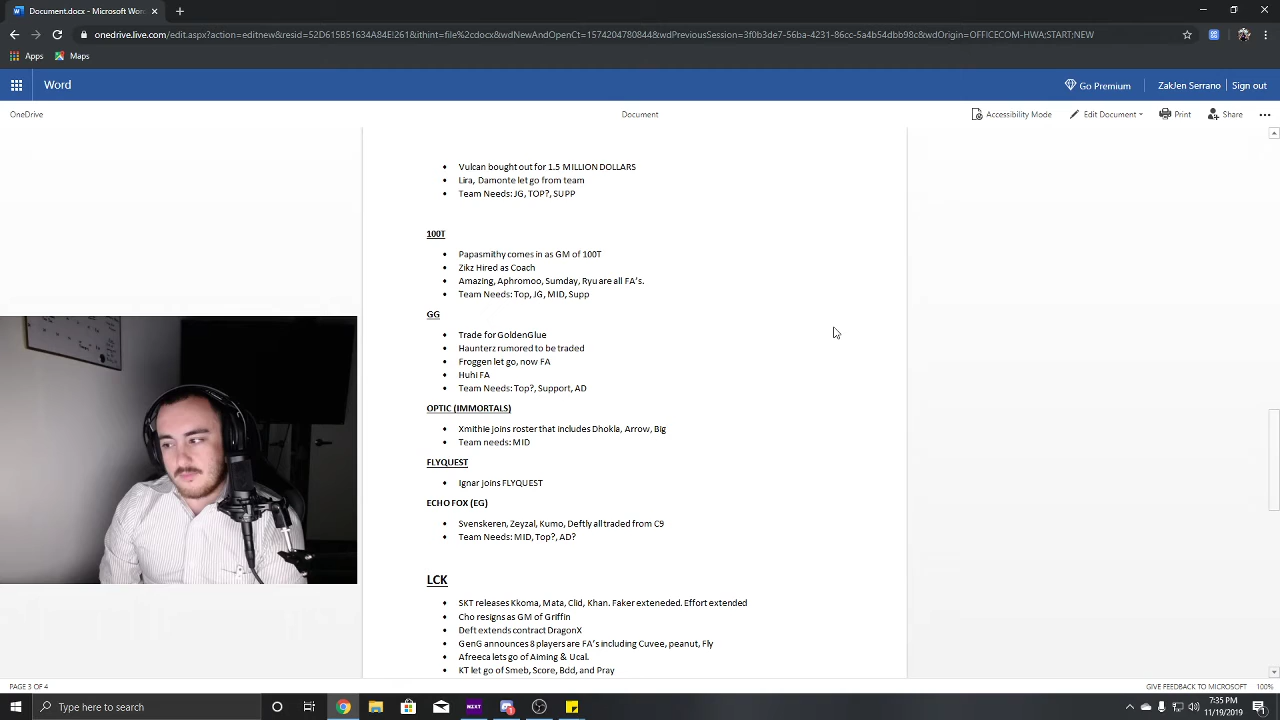 Document.docx - Microsoft Wor
onedrive.live.com/edit.aspx?action=editnew&resid=52D615B51634A84E!261&ithint=file%2cdocx&wdNewAndOpenCt=1574204780844&wdPreviousSession=3f0b3de7-56ba-4231-86cc-5a4b54dbb98c&wdOrigin=OFFICECOM-HWA;START;NEW
Apps Maps
Word Go Premium ZakJen Serrano Sign out
OneDrive Document Accessibility Mode Edit Document Print Share
• Vulcan bought out for 1.5 MILLION DOLLARS
• Lira, Damonte let go from team
• Team Needs: JG, TOP?, SUPP
100T
• Papasmithy comes in as GM of 100T
• Zikz Hired as Coach
• Amazing, Aphromoo, Sumday, Ryu are all FA's.
• Team Needs: Top, JG, MID, Supp
GG
• Trade for GoldenGlue
• Haunterz rumored to be traded
• Froggen let go, now FA
• Huhi FA
• Team Needs: Top?, Support, AD
OPTIC (IMMORTALS)
• Xmithie joins roster that includes Dhokla, Arrow, Big
• Team needs: MID
FLYQUEST
• Ignar joins FLYQUEST
ECHO FOX (EG)
• Svenskeren, Zeyzal, Kumo, Deftly all traded from C9
• Team Needs: MID, Top?, AD?
LCK
• SKT releases Kkoma, Mata, Clid, Khan. Faker exteneded. Effort extended
• Cho resigns as GM of Griffin
• Deft extends contract DragonX
• GenG announces 8 players are FA's including Cuvee, peanut, Fly
• Afreeca lets go of Aiming & Ucal.
• KT let go of Smeb, Score, Bdd, and Pray
PAGE 3 OF 4 GIVE FEEDBACK TO MICROSOFT 100%
Type here to search
7:35 PM
11/19/2019